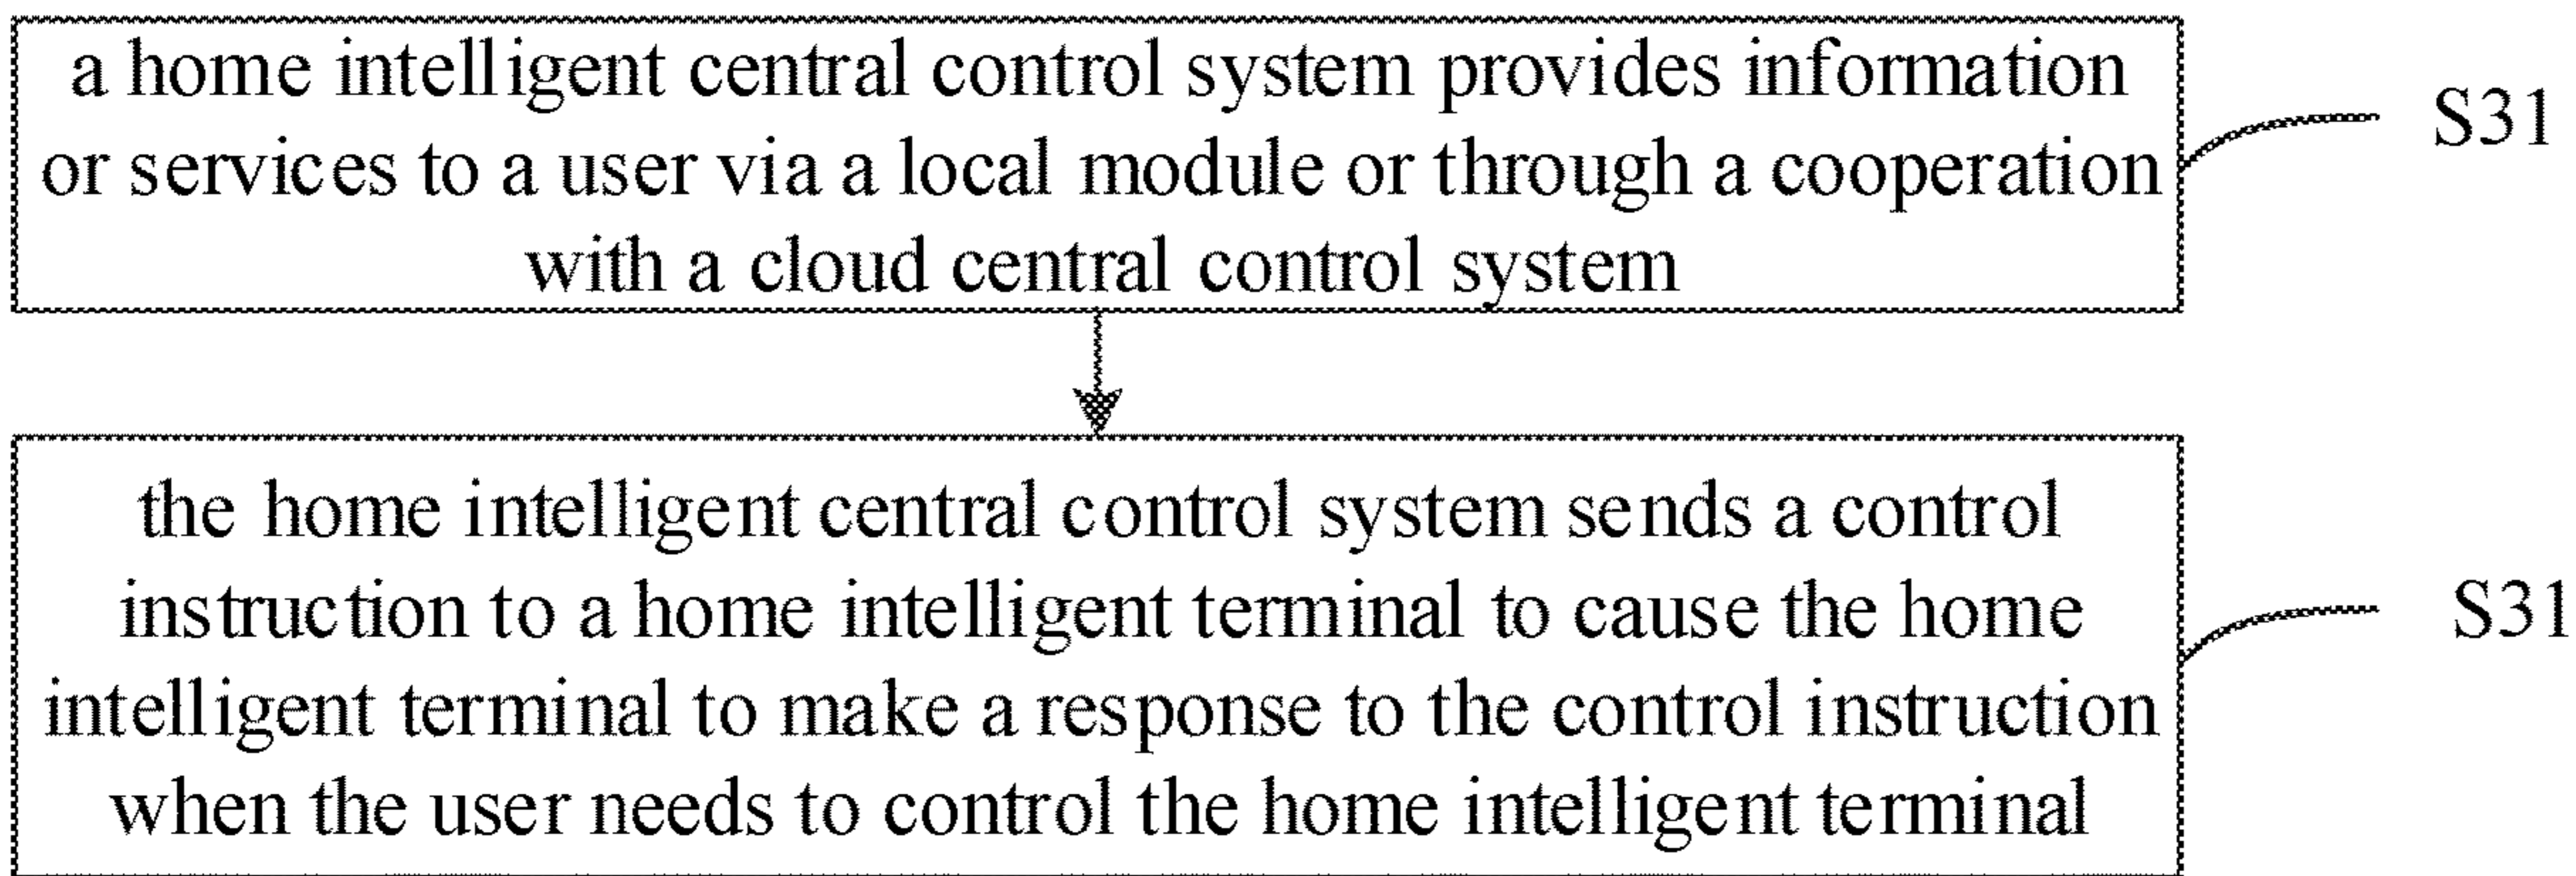 a home intelligent central control system provides information
or services to a user via a local module or through a cooperation
with a cloud central control system
S31
the home intelligent central control system sends a control
instruction to a home intelligent terminal to cause the home
intelligent terminal to make a response to the control instruction
when the user needs to control the home intelligent terminal
S31